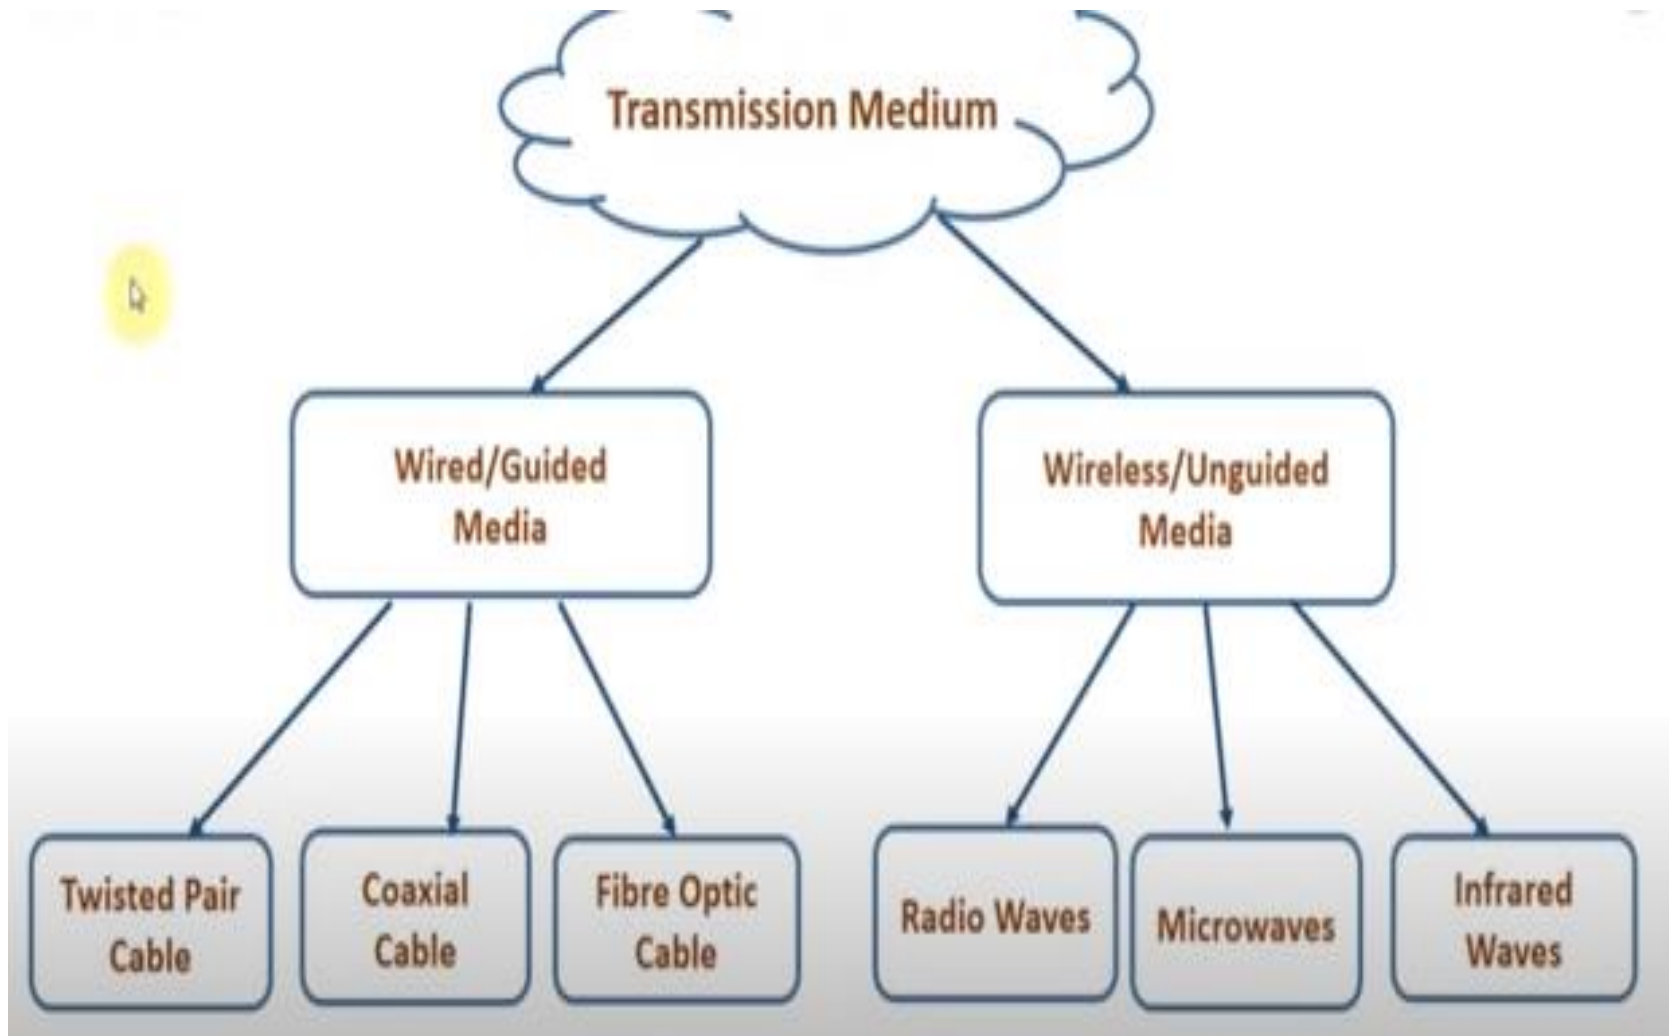 Transmission Medium
Wired/Guided
Media
Wireless/Unguided
Media
Twisted Pair
Cable
Coaxial
Cable
Fibre Optic
Cable
Radio Waves
Microwaves
Infrared
Waves